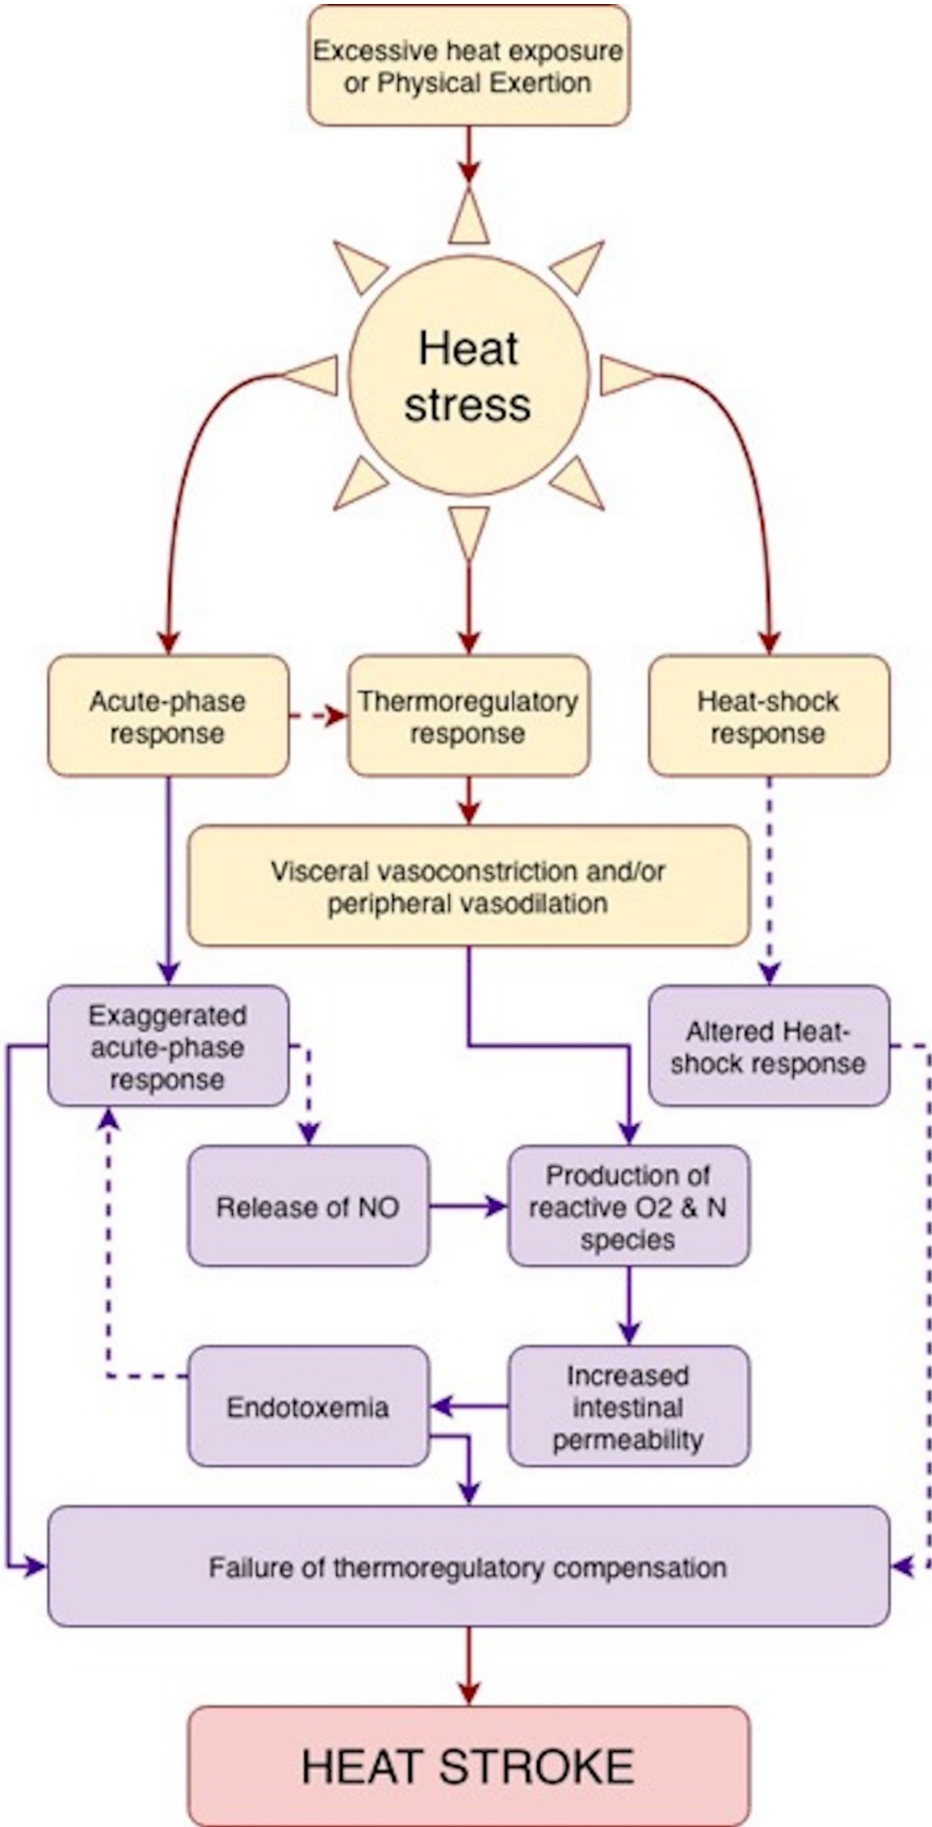 Excessive heat exposure
or Physical Exertion
Heat
stress
Acute-phase
response
Thermoregulatory
response
Heat-shock
response
Visceral vasoconstriction and/or
peripheral vasodilation
Exaggerated
acute-phase
response
Altered Heat-
shock response
Release of NO
Production of
reactive O2 & N
species
Endotoxemia
Increased
intestinal
permeability
Failure of thermoregulatory compensation
HEAT STROKE